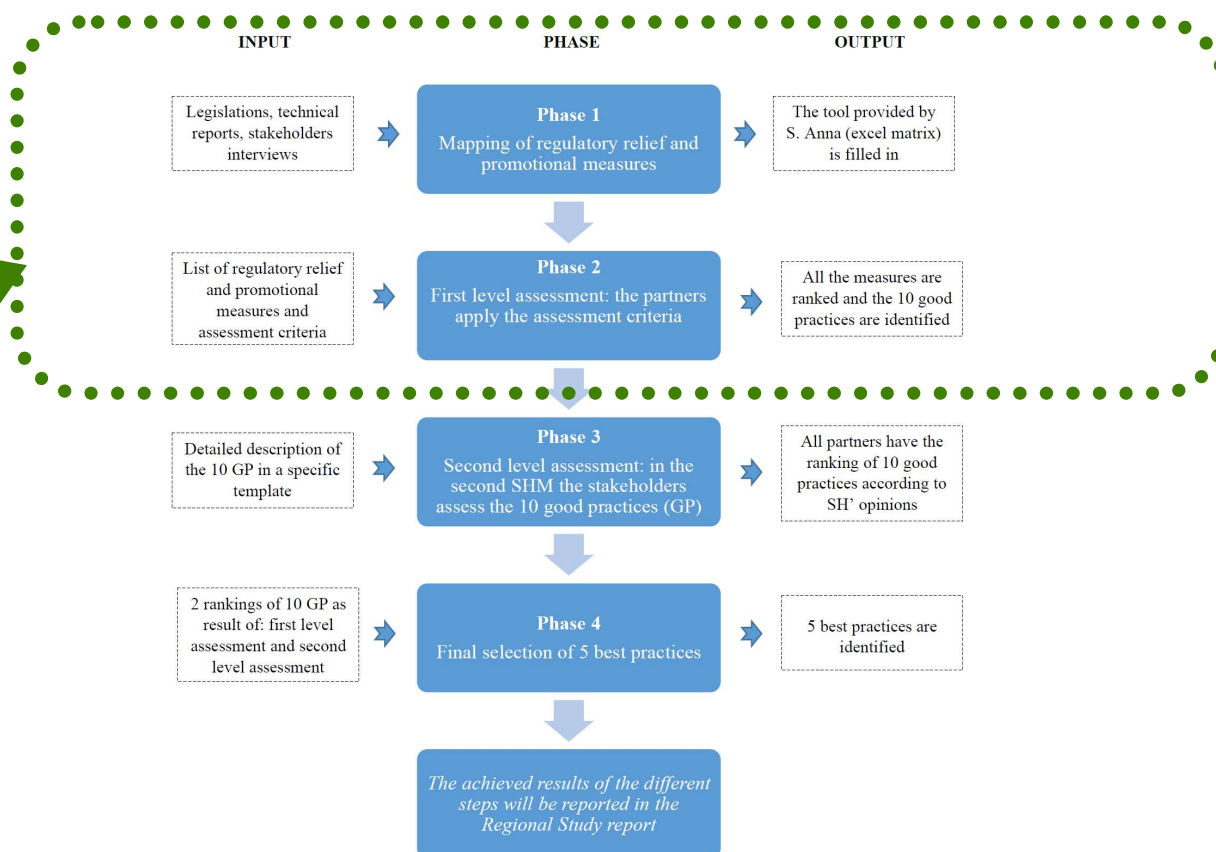 INPUT
PHASE
OUTPUT
Legislations, technical
reports, stakeholders
interviews
Phase 1
Mapping of regulatory relief and
promotional measures
The tool provided by
S. Anna (excel matrix)
is filled in
List of regulatory relief
and promotional
measures and
assessment criteria
Phase 2
First level assessment: the partners
apply the assessment criteria
All the measures are
ranked and the 10 good
practices are identified
Detailed description of
the 10 GP in a specific
template
Phase 3
Second level assessment: in the
second SHM the stakeholders
assess the 10 good practices (GP)
All partners have the
ranking of 10 good
practices according to
SH’ opinions
2 rankings of 10 GP as
result of: first level
assessment and second
level assessment
Phase 4
Final selection of 5 best practices
5 best practices are
identified
The achieved results of the different
steps will be reported in the
Regional Study report